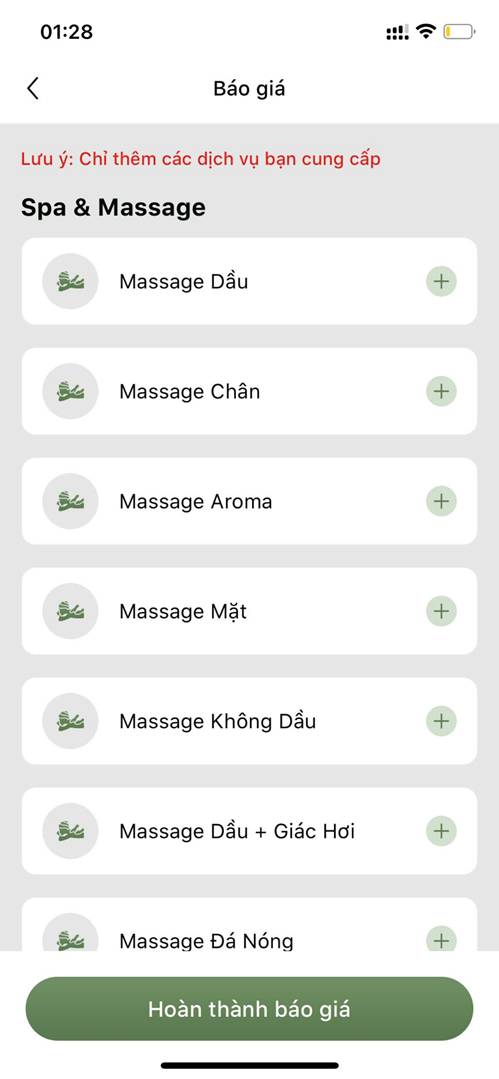 01:28
Báo giá
Lưu ý: Chỉ thêm các dịch vụ bạn cung cấp
Spa & Massage
Massage Dầu
Massage Chân
Massage Aroma
Massage Mặt
Massage Không Dầu
Massage Dầu + Giác Hơi
Massage Đá Nóng
Hoàn thành báo giá